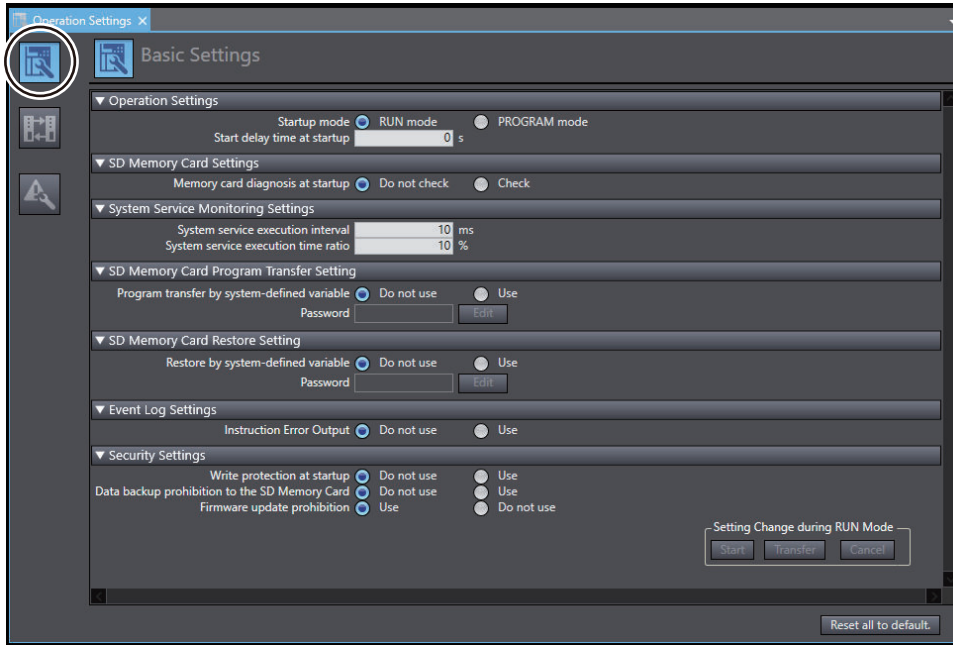 Operation Settings ×
Basic Settings
▼ Operation Settings
Startup mode RUN mode PROGRAM mode
Start delay time at startup 0 s
▼ SD Memory Card Settings
Memory card diagnosis at startup Do not check Check
▼ System Service Monitoring Settings
System service execution interval 10 ms
System service execution time ratio 10 %
▼ SD Memory Card Program Transfer Setting
Program transfer by system-defined variable Do not use Use
Password Edit
▼ SD Memory Card Restore Setting
Restore by system-defined variable Do not use Use
Password Edit
▼ Event Log Settings
Instruction Error Output Do not use Use
▼ Security Settings
Write protection at startup Do not use Use
Data backup prohibition to the SD Memory Card Do not use Use
Firmware update prohibition Use Do not use
Setting Change during RUN Mode
Start Transfer Cancel
Reset all to default.